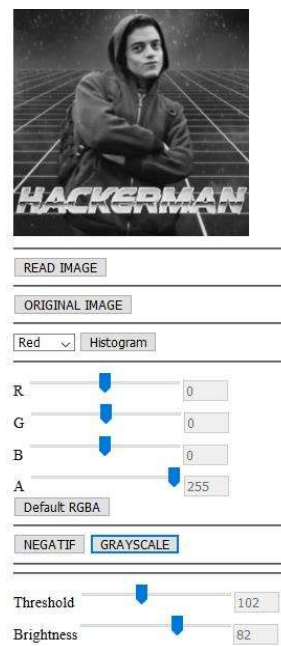 HACKERMAN
READ IMAGE
ORIGINAL IMAGE
Red Histogram
R 0
G 0
B 0
A 255
Default RGBA
NEGATIF GRAYSCALE
Threshold 102
Brightness 82